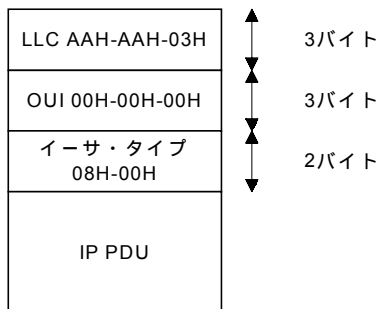 LLC AAH-AAH-03H
3バイト
OUI 00H-00H-00H
3バイト
イーサ・タイプ
08H-00H
2バイト
IP PDU